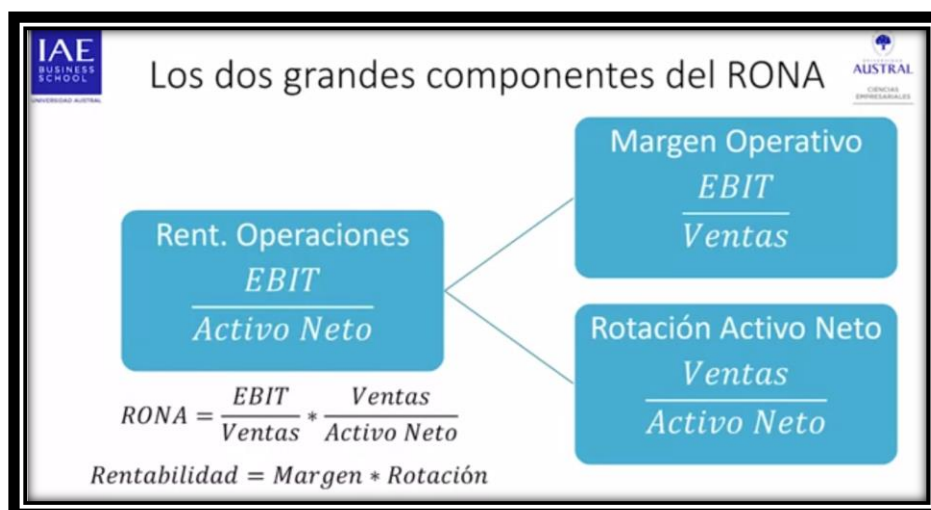 IAE
BUSINESS
SCHOOL
UNIVERSIDAD AUSTRAL
Los dos grandes componentes del RONA
UNIVERSIDAD
AUSTRAL
CIENCIAS
EMPRESARIALES
Margen Operativo
EBIT
Ventas
Rent. Operaciones
EBIT
Activo Neto
Rotación Activo Neto
Ventas
Activo Neto
RONA = EBIT / Ventas * Ventas / Activo Neto
Rentabilidad = Margen * Rotación